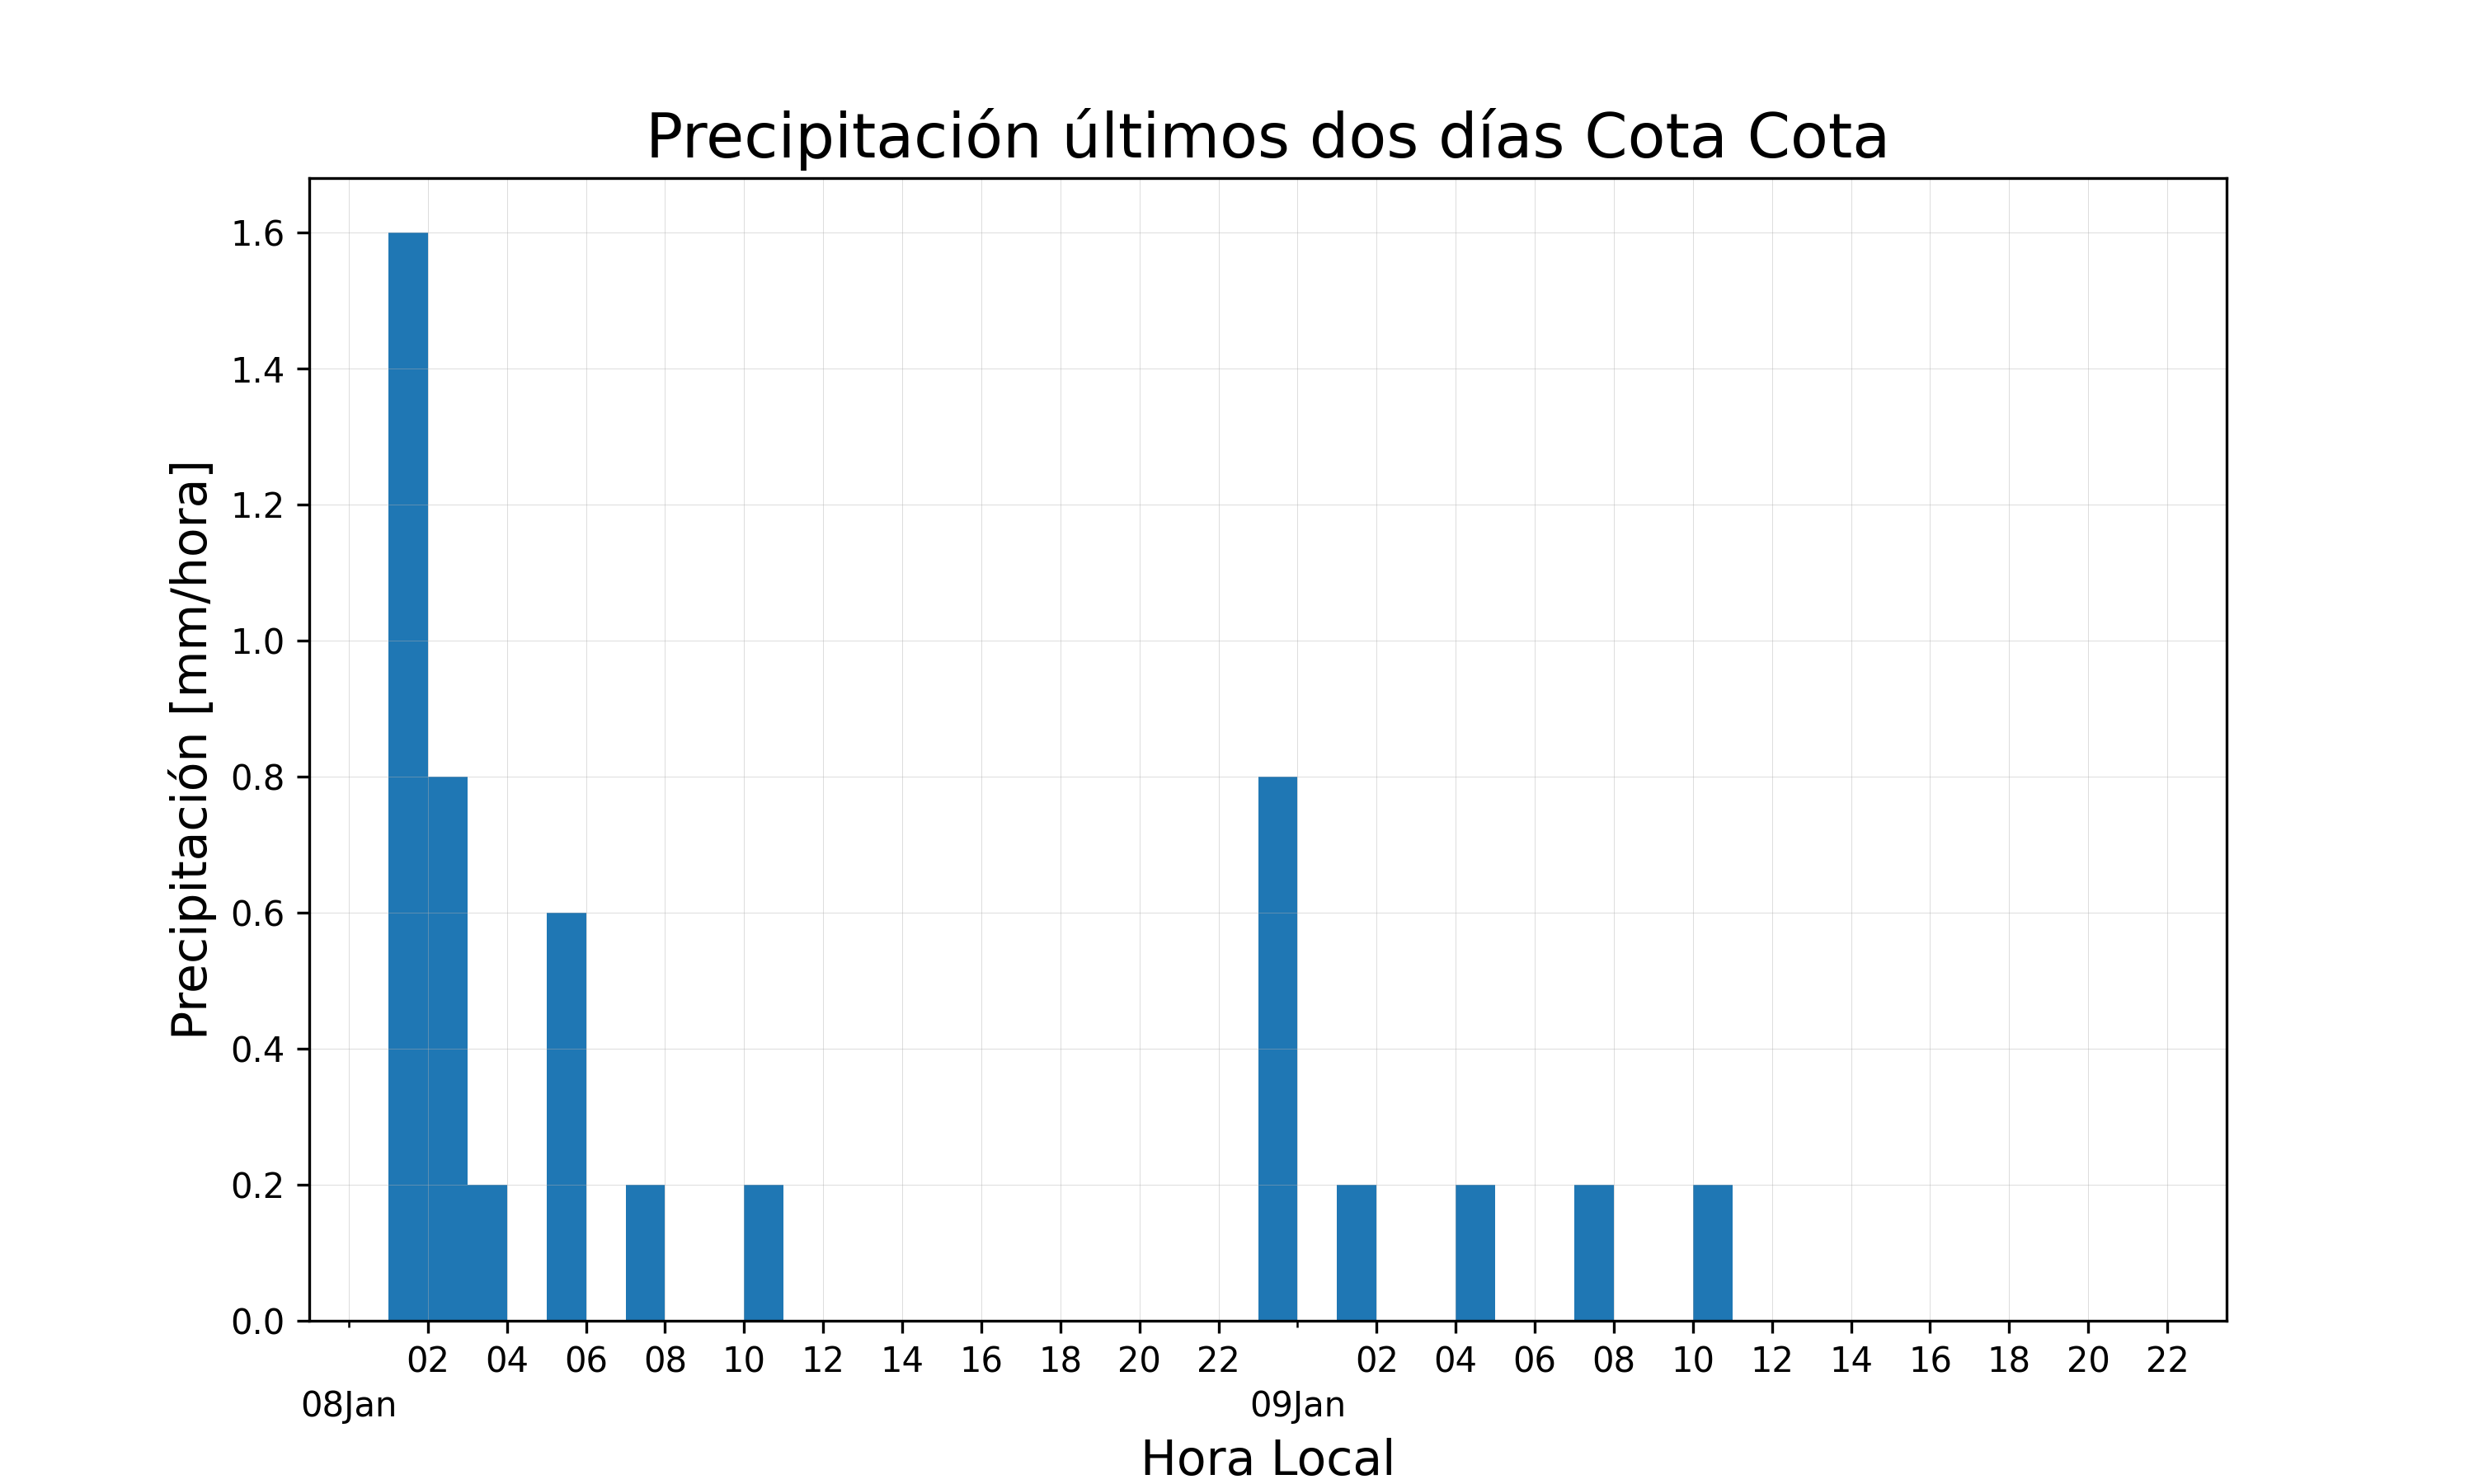 Precipitación últimos dos días Cota Cota
Precipitación [mm/hora]
1.6
1.4
1.2
1.0
0.8
0.6
0.4
0.2
0.0
02 04 06 08 10 12 14 16 18 20 22 02 04 06 08 10 12 14 16 18 20 22
08Jan 09Jan
Hora Local